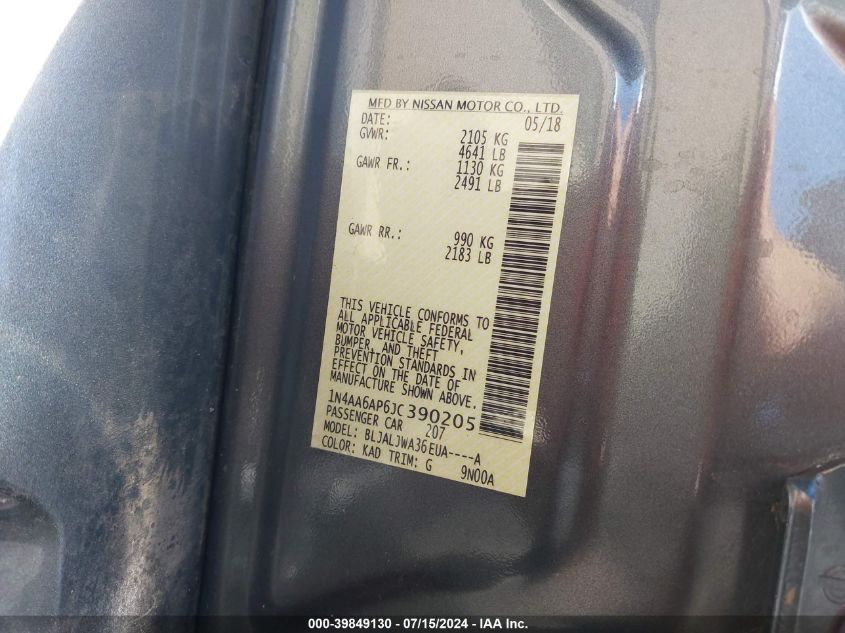 MFD BY NISSAN MOTOR CO., LTD.
DATE: 05/18
GVWR: 2105 KG
4641 LB
GAWR FR.: 1130 KG
2491 LB
GAWR RR.: 990 KG
2183 LB
THIS VEHICLE CONFORMS TO
ALL APPLICABLE FEDERAL
MOTOR VEHICLE SAFETY,
BUMPER, AND THEFT
PREVENTION STANDARDS IN
EFFECT ON THE DATE OF
MANUFACTURE SHOWN ABOVE.
1N4AA6AP6JC390205
PASSENGER CAR 207
MODEL: BLJALJWA36EUA----A
COLOR: KAD TRIM: G 9N00A
000-39849130 - 07/15/2024 - IAA Inc.